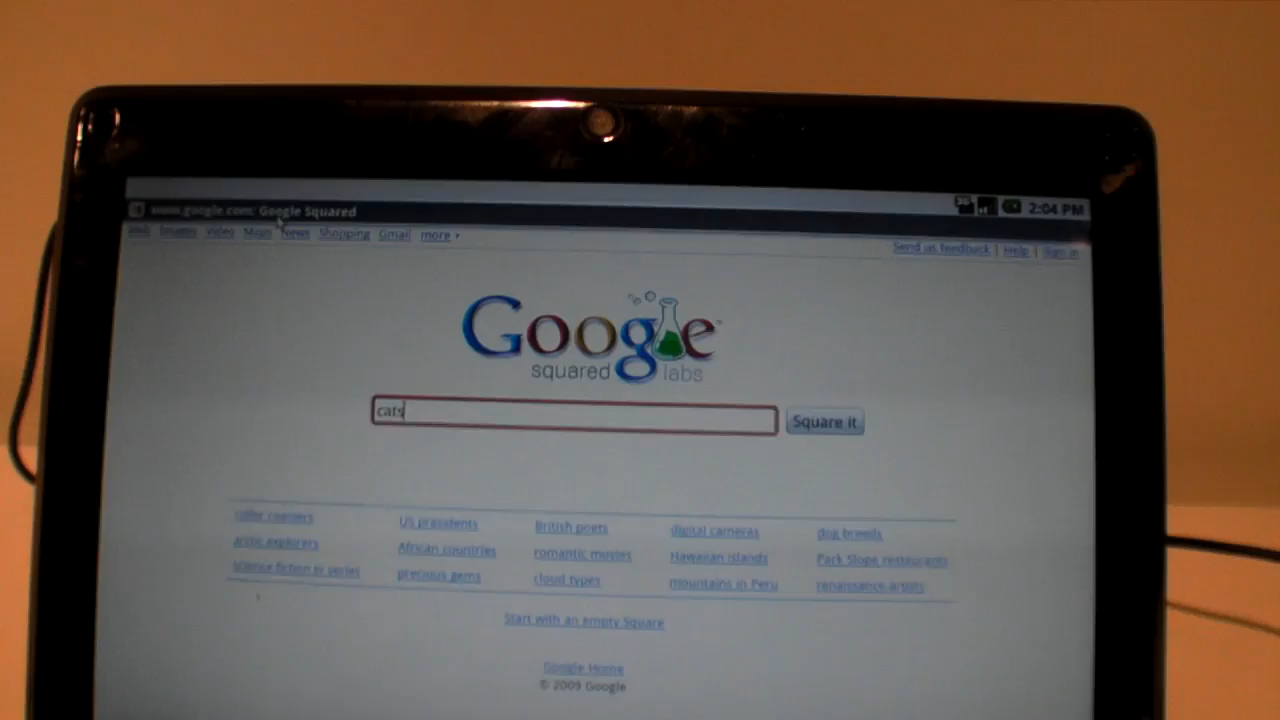 www.google.com: Google Squared
2:04 PM
Web Images Video Maps News Shopping Gmail more
Send us feedback | Help | Sign in
Google
squared labs
cats
Square it
roller coasters US presidents British poets digital cameras dog breeds
arctic explorers African countries romantic movies Hawaiian islands Park Slope restaurants
science fiction tv series precious gems cloud types mountains in Peru renaissance artists
Start with an empty Square
Google Home
© 2009 Google